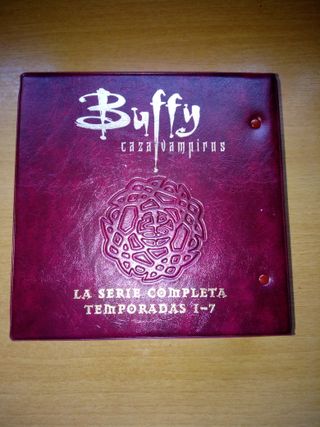 Buffy
cazavampiros
LA SERIE COMPLETA
TEMPORADAS 1-7